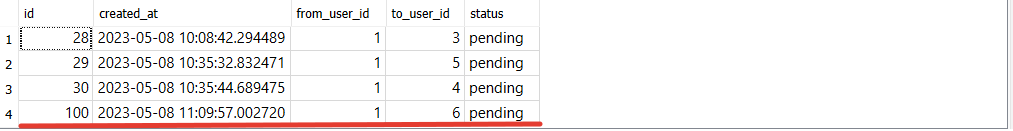 id created_at from_user_id to_user_id status
1 28 2023-05-08 10:08:42.294489 1 3 pending
2 29 2023-05-08 10:35:32.832471 1 5 pending
3 30 2023-05-08 10:35:44.689475 1 4 pending
4 100 2023-05-08 11:09:57.002720 1 6 pending